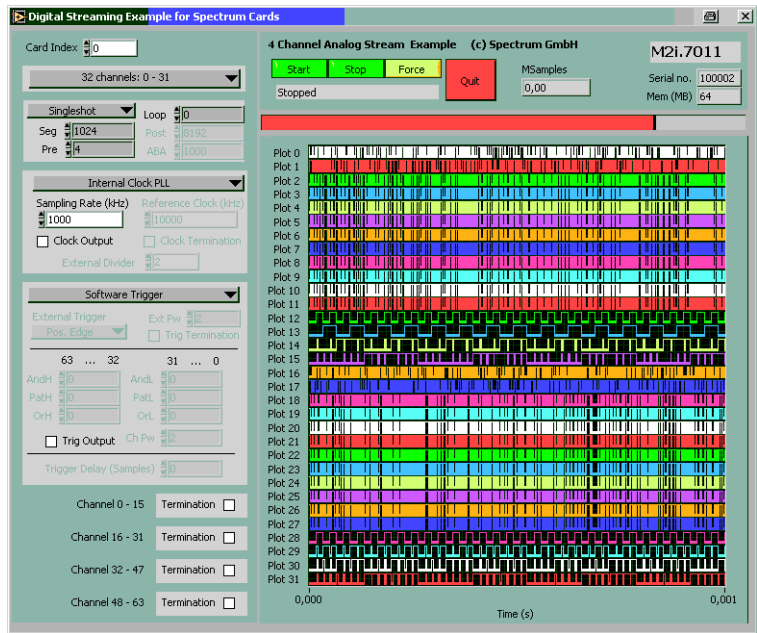 Digital Streaming Example for Spectrum Cards
Card Index 0
32 channels: 0 - 31
Singleshot Loop 0
Seg 1024 Post 8192
Pre 4 ABA 1000
Internal Clock PLL
Sampling Rate (kHz) Reference Clock (kHz)
1000 10000
Clock Output Clock Termination
External Divider 2
Software Trigger
External Trigger Ext Pw 2
Pos. Edge Trig Termination
63 ... 32 31 ... 0
AndH 0 AndL 0
PatH 0 PatL 0
OrH 0 OrL 0
Trig Output Ch Pw 2
Trigger Delay (Samples) 0
Channel 0 - 15 Termination
Channel 16 - 31 Termination
Channel 32 - 47 Termination
Channel 48 - 63 Termination
4 Channel Analog Stream Example (c) Spectrum GmbH
M2i.7011
Start Stop Force Quit MSamples
Stopped 0,00
Serial no. 100002
Mem (MB) 64
Plot 0
Plot 1
Plot 2
Plot 3
Plot 4
Plot 5
Plot 6
Plot 7
Plot 8
Plot 9
Plot 10
Plot 11
Plot 12
Plot 13
Plot 14
Plot 15
Plot 16
Plot 17
Plot 18
Plot 19
Plot 20
Plot 21
Plot 22
Plot 23
Plot 24
Plot 25
Plot 26
Plot 27
Plot 28
Plot 29
Plot 30
Plot 31
0,000 0,001
Time (s)